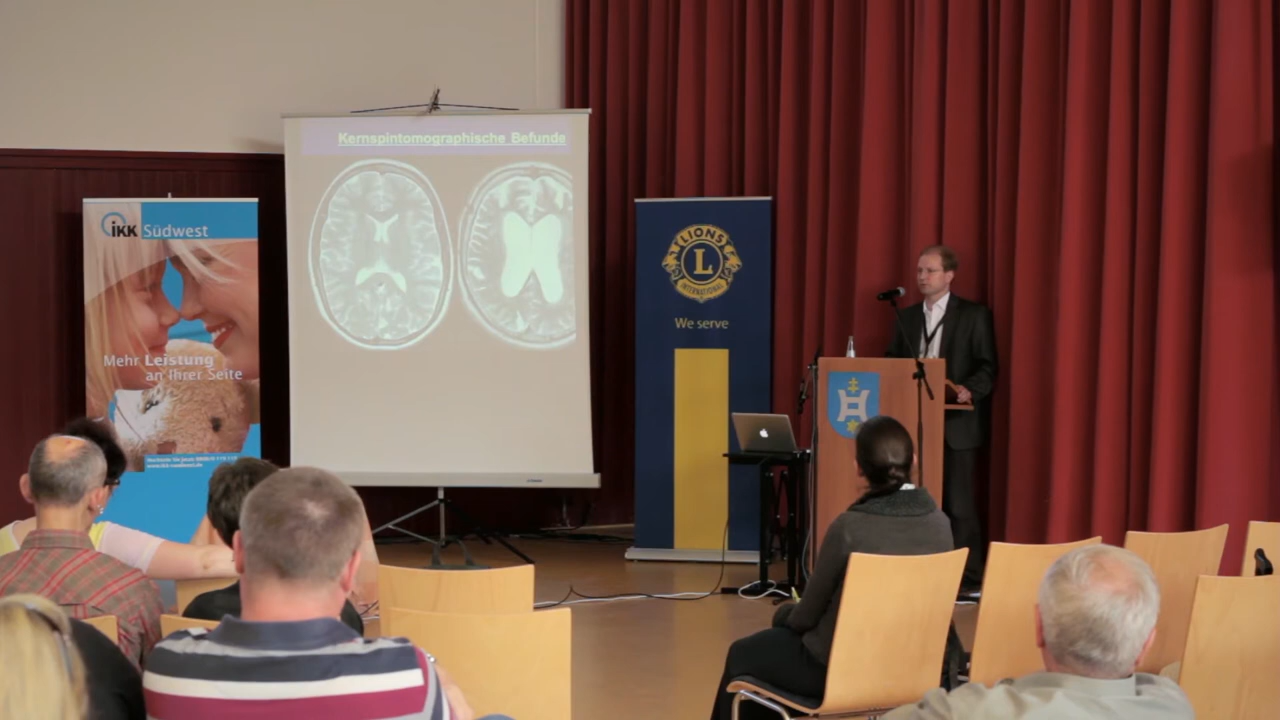 Kernspintomographische Befunde
iKK Südwest
Mehr Leistung
an Ihrer Seite
LIONS
L
INTERNATIONAL
We serve